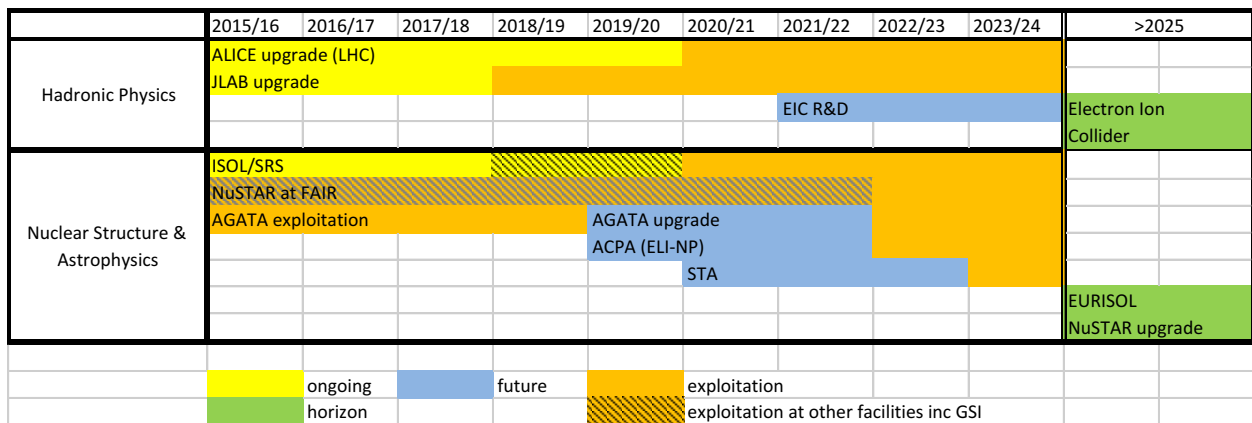 2015/16 2016/17 2017/18 2018/19 2019/20 2020/21 2021/22 2022/23 2023/24 >2025
Hadronic Physics
ALICE upgrade (LHC)
JLAB upgrade
EIC R&D Electron Ion
Collider
Nuclear Structure &
Astrophysics
ISOL/SRS
NuSTAR at FAIR
AGATA exploitation AGATA upgrade
ACPA (ELI-NP)
STA
EURISOL
NuSTAR upgrade
ongoing future exploitation
horizon exploitation at other facilities inc GSI